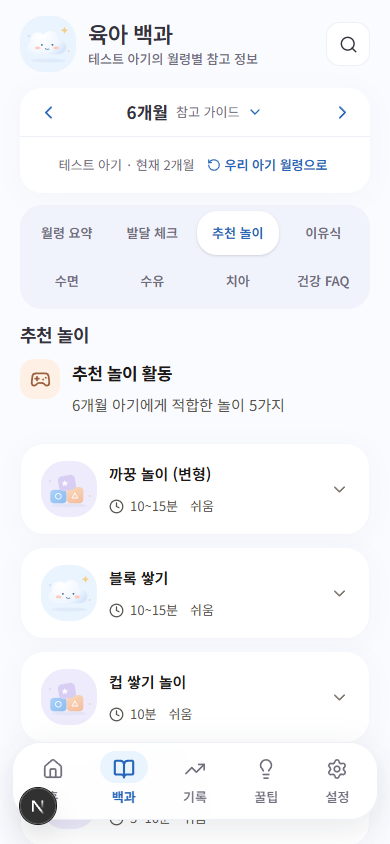 육아 백과
테스트 아기의 월령별 참고 정보
6개월 참고 가이드
테스트 아기 · 현재 2개월 우리 아기 월령으로
월령 요약 발달 체크 추천 놀이 이유식
수면 수유 치아 건강 FAQ
추천 놀이
추천 놀이 활동
6개월 아기에게 적합한 놀이 5가지
까꿍 놀이 (변형)
10~15분 쉬움
블록 쌓기
10~15분 쉬움
컵 쌓기 놀이
10분 쉬움
백과 기록 꿀팁 설정
N